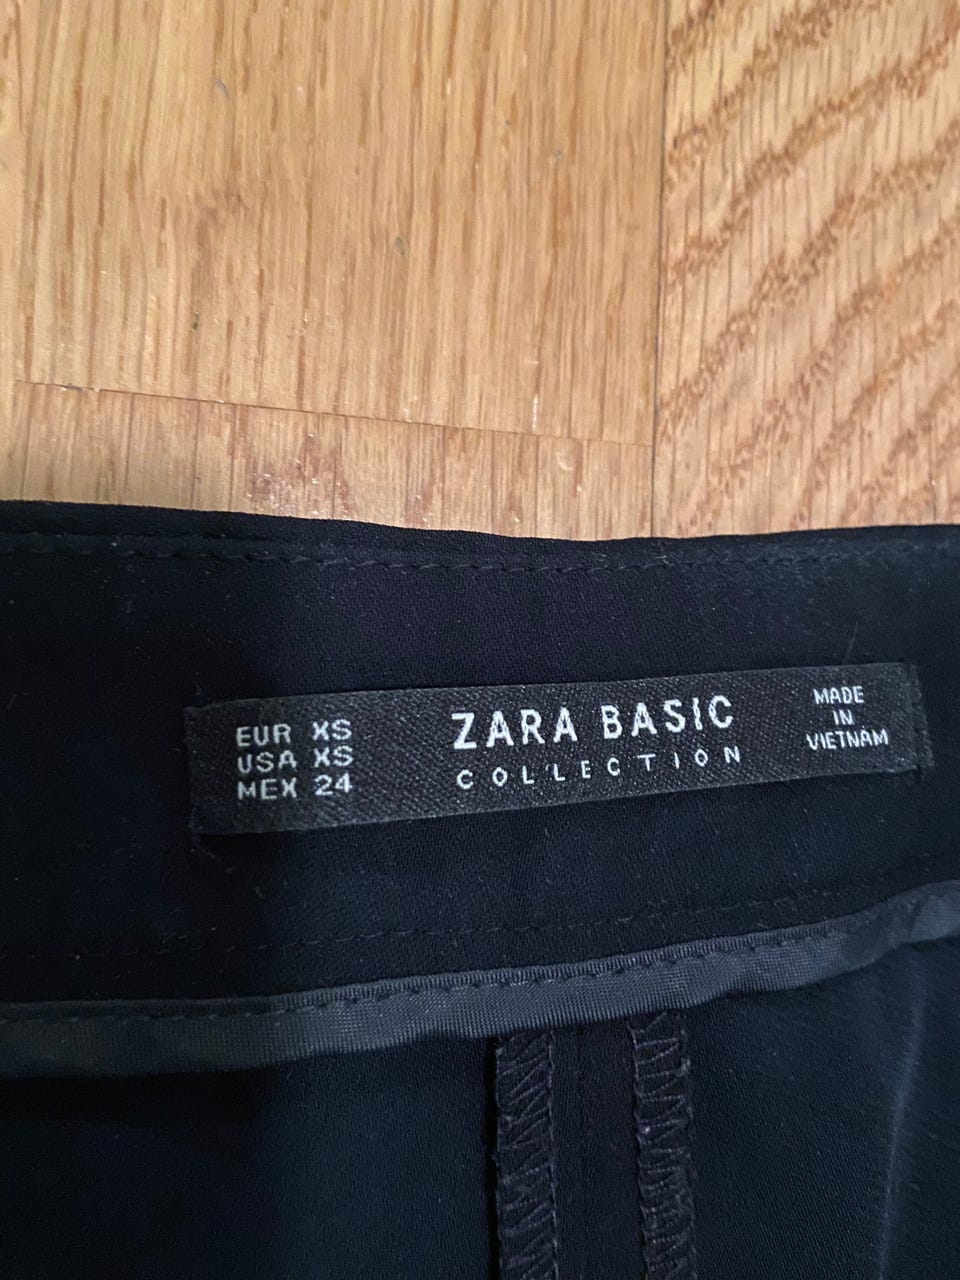 EUR XS
USA XS
MEX 24
ZARA BASIC
COLLECTION
MADE
IN
VIETNAM